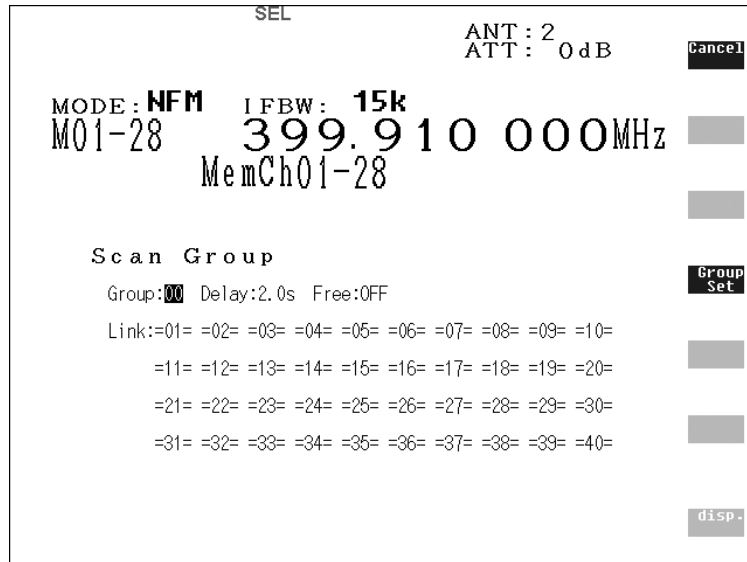 SEL
ANT:2
ATT: 0dB
Cancel
MODE:NFM IFBW: 15k
M01-28 399.910 000MHz
MemCh01-28
Scan Group
Group Set
Group:00 Delay:2.0s Free:OFF
Link:=01= =02= =03= =04= =05= =06= =07= =08= =09= =10=
=11= =12= =13= =14= =15= =16= =17= =18= =19= =20=
=21= =22= =23= =24= =25= =26= =27= =28= =29= =30=
=31= =32= =33= =34= =35= =36= =37= =38= =39= =40=
disp.